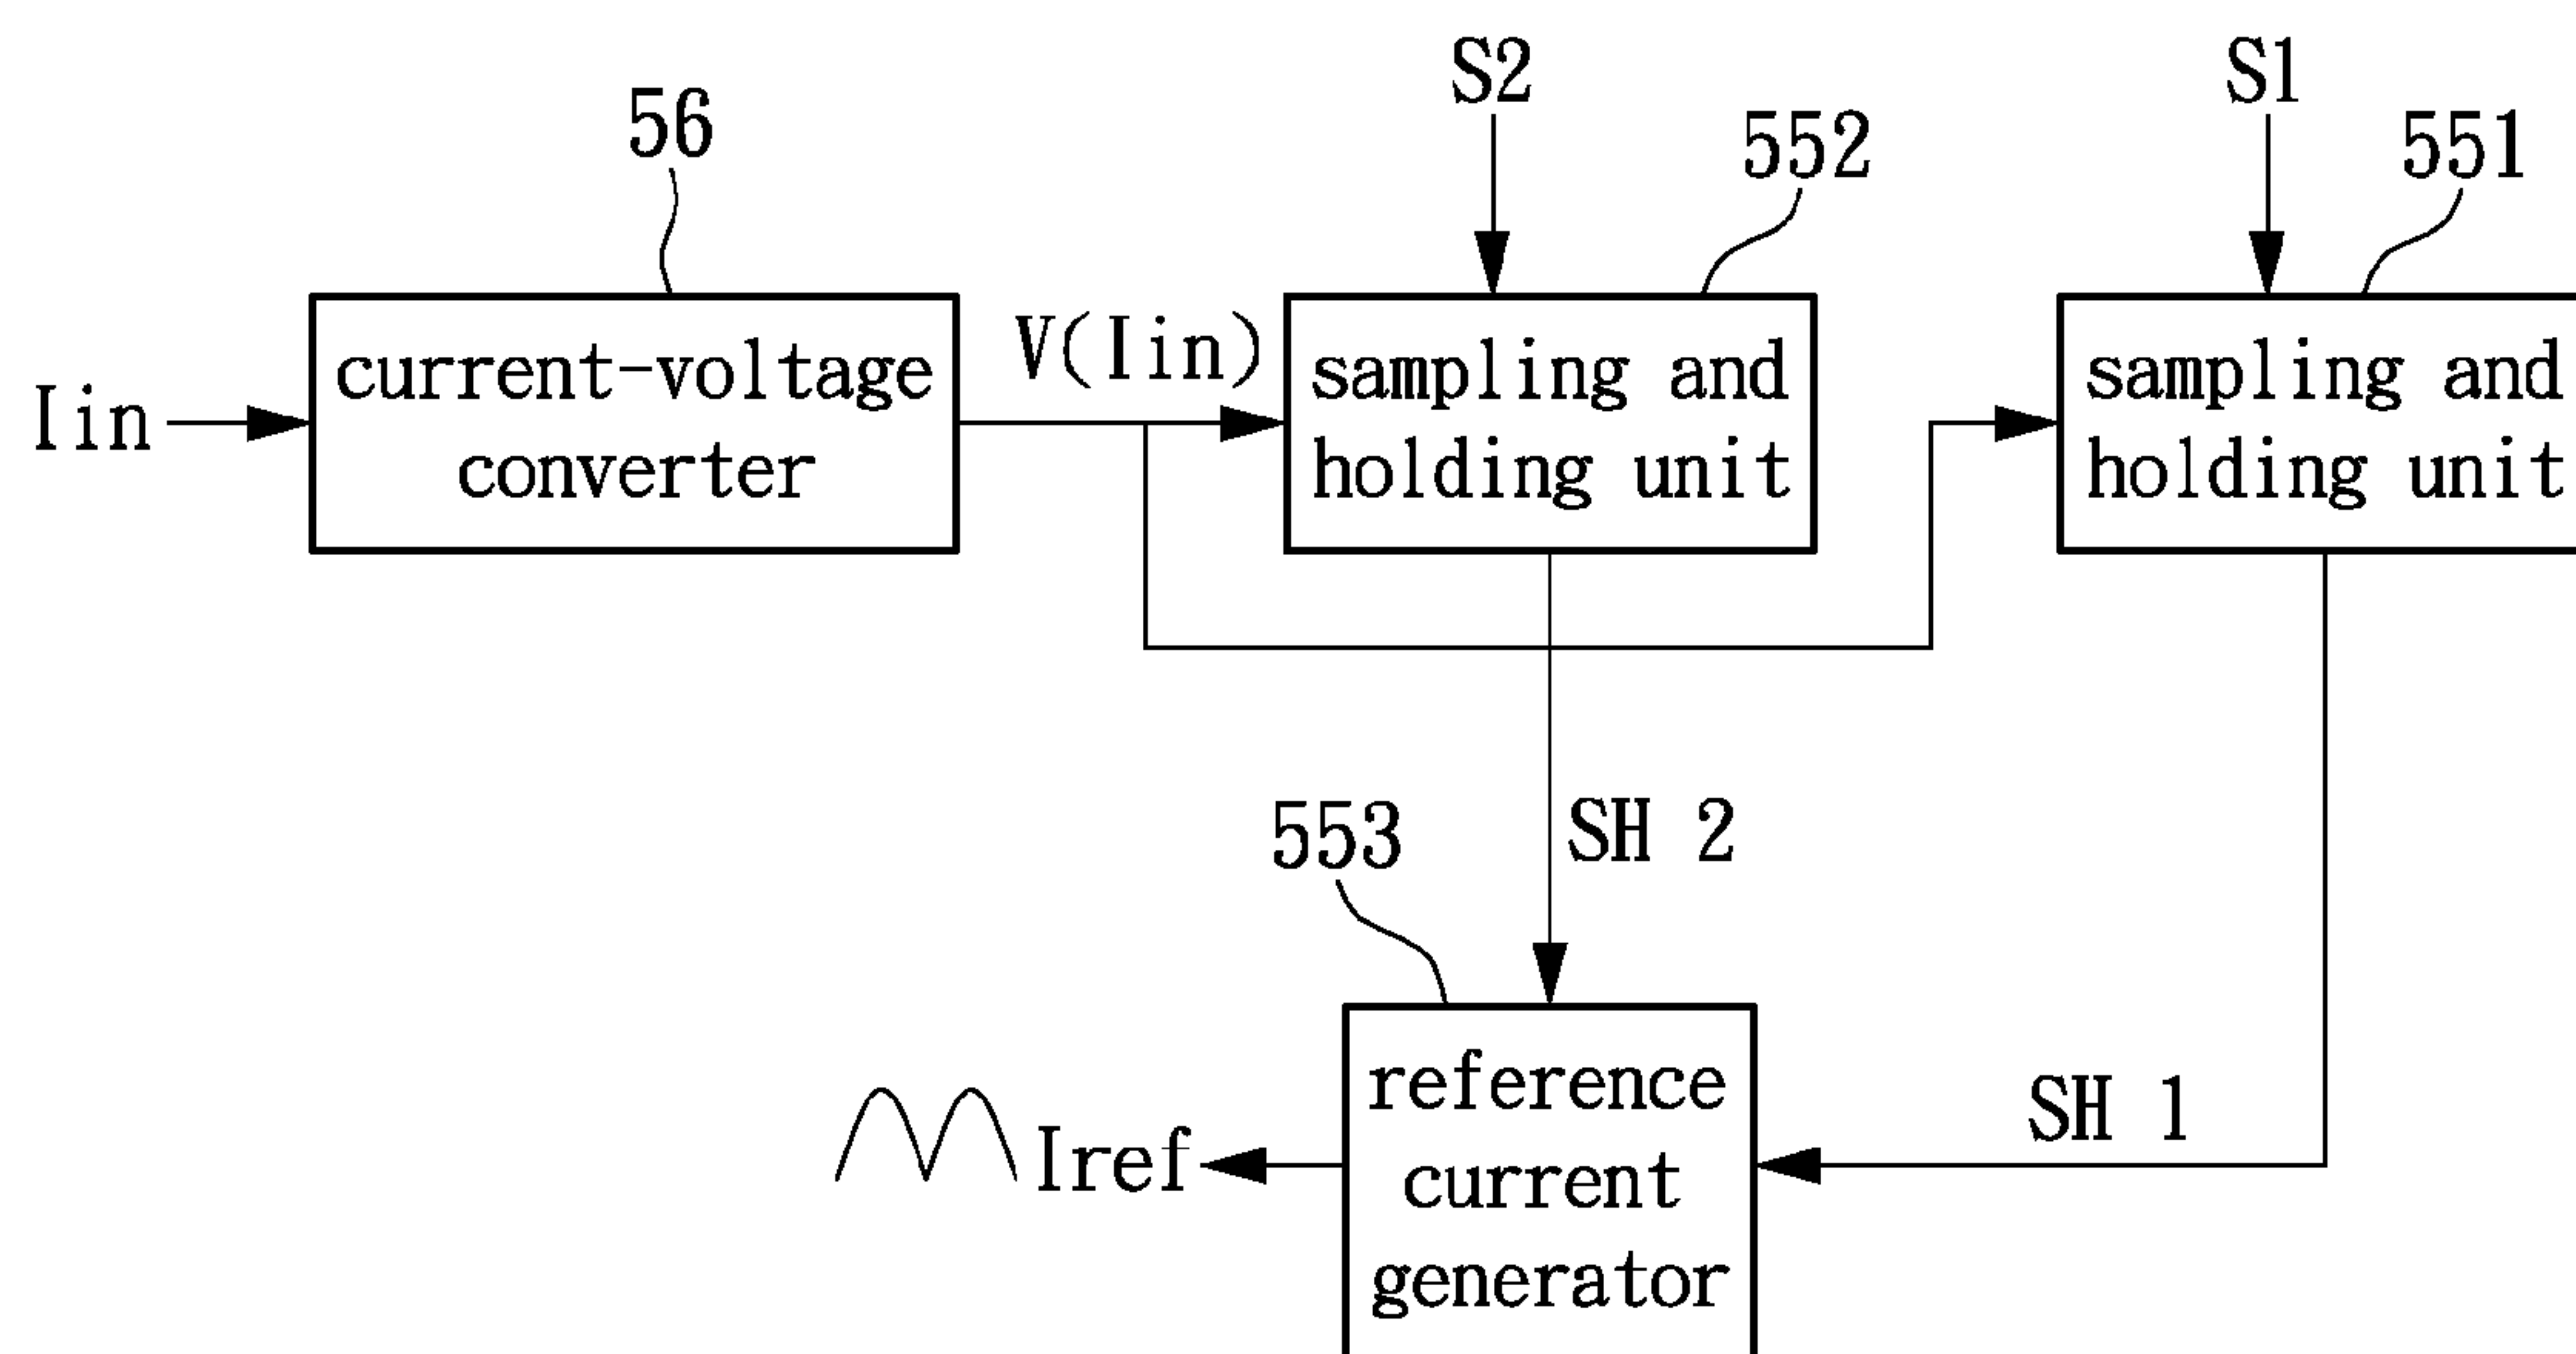 S2
S1
56
552
551
V(Iin)
Iin
current-voltage
converter
sampling and
holding unit
sampling and
holding unit
553
SH 2
reference
current
generator
SH 1
Iref